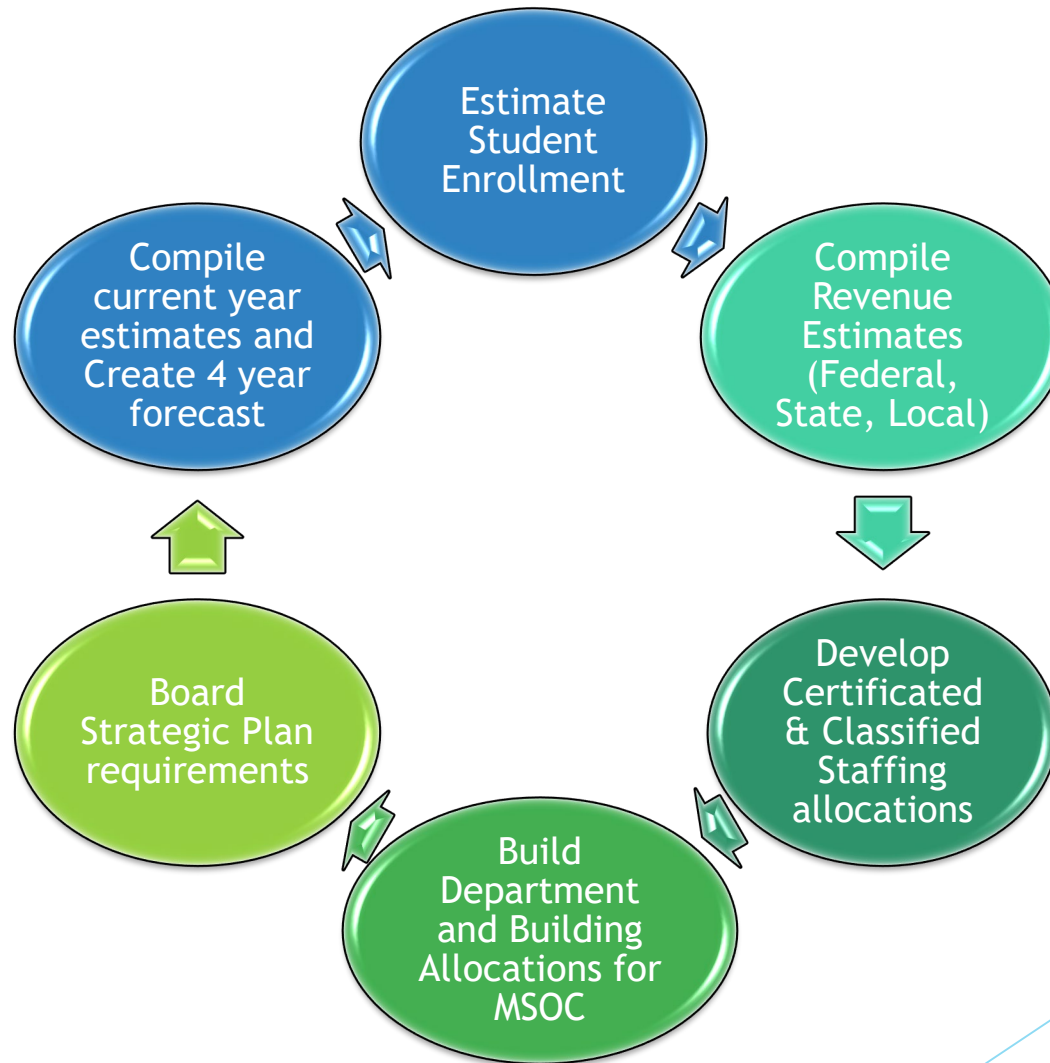 Estimate
Student
Enrollment
Compile
Revenue
Estimates
(Federal,
State, Local)
Develop
Certificated
& Classified
Staffing
allocations
Build
Department
and Building
Allocations for
MSOC
Board
Strategic Plan
requirements
Compile
current year
estimates and
Create 4 year
forecast